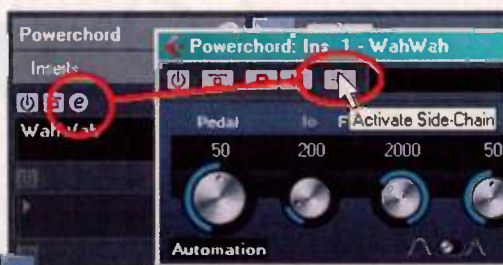 Powerchord
Inserts
e
WahWah
Powerchord: Ins. 1 - WahWah
Activate Side-Chain
Pedal
50
200
2000
50
Automation